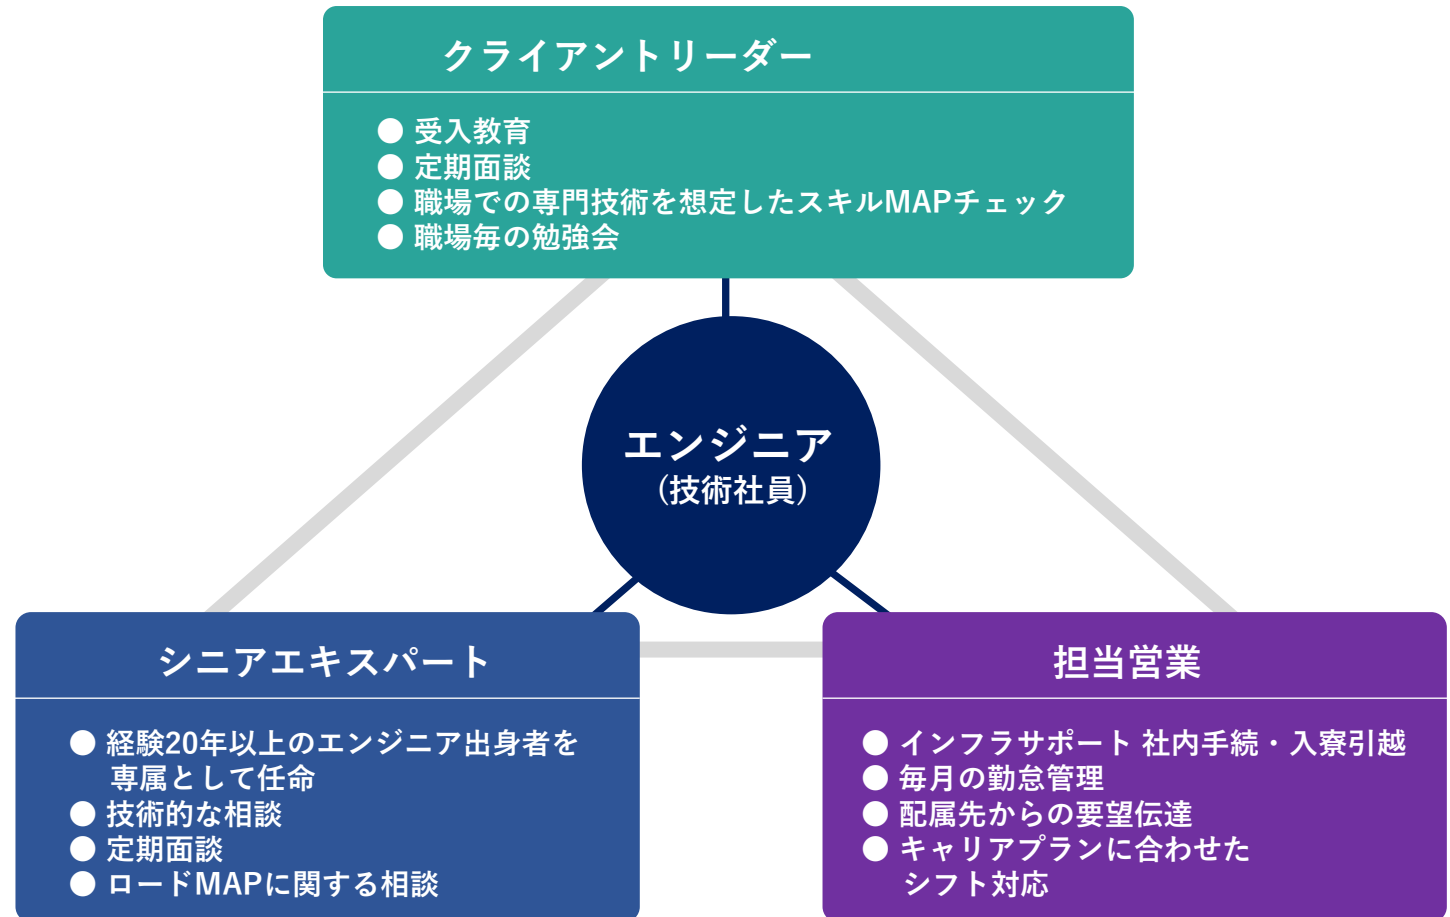 クライアントリーダー
● 受入教育
● 定期面談
● 職場での専門技術を想定したスキルMAPチェック
● 職場毎の勉強会
エンジニア
（技術社員）
シニアエキスパート
● 経験20年以上のエンジニア出身者を
専属として任命
● 技術的な相談
● 定期面談
● ロードMAPに関する相談
担当営業
● インフラサポート 社内手続・入寮引越
● 毎月の勤怠管理
● 配属先からの要望伝達
● キャリアプランに合わせた
シフト対応